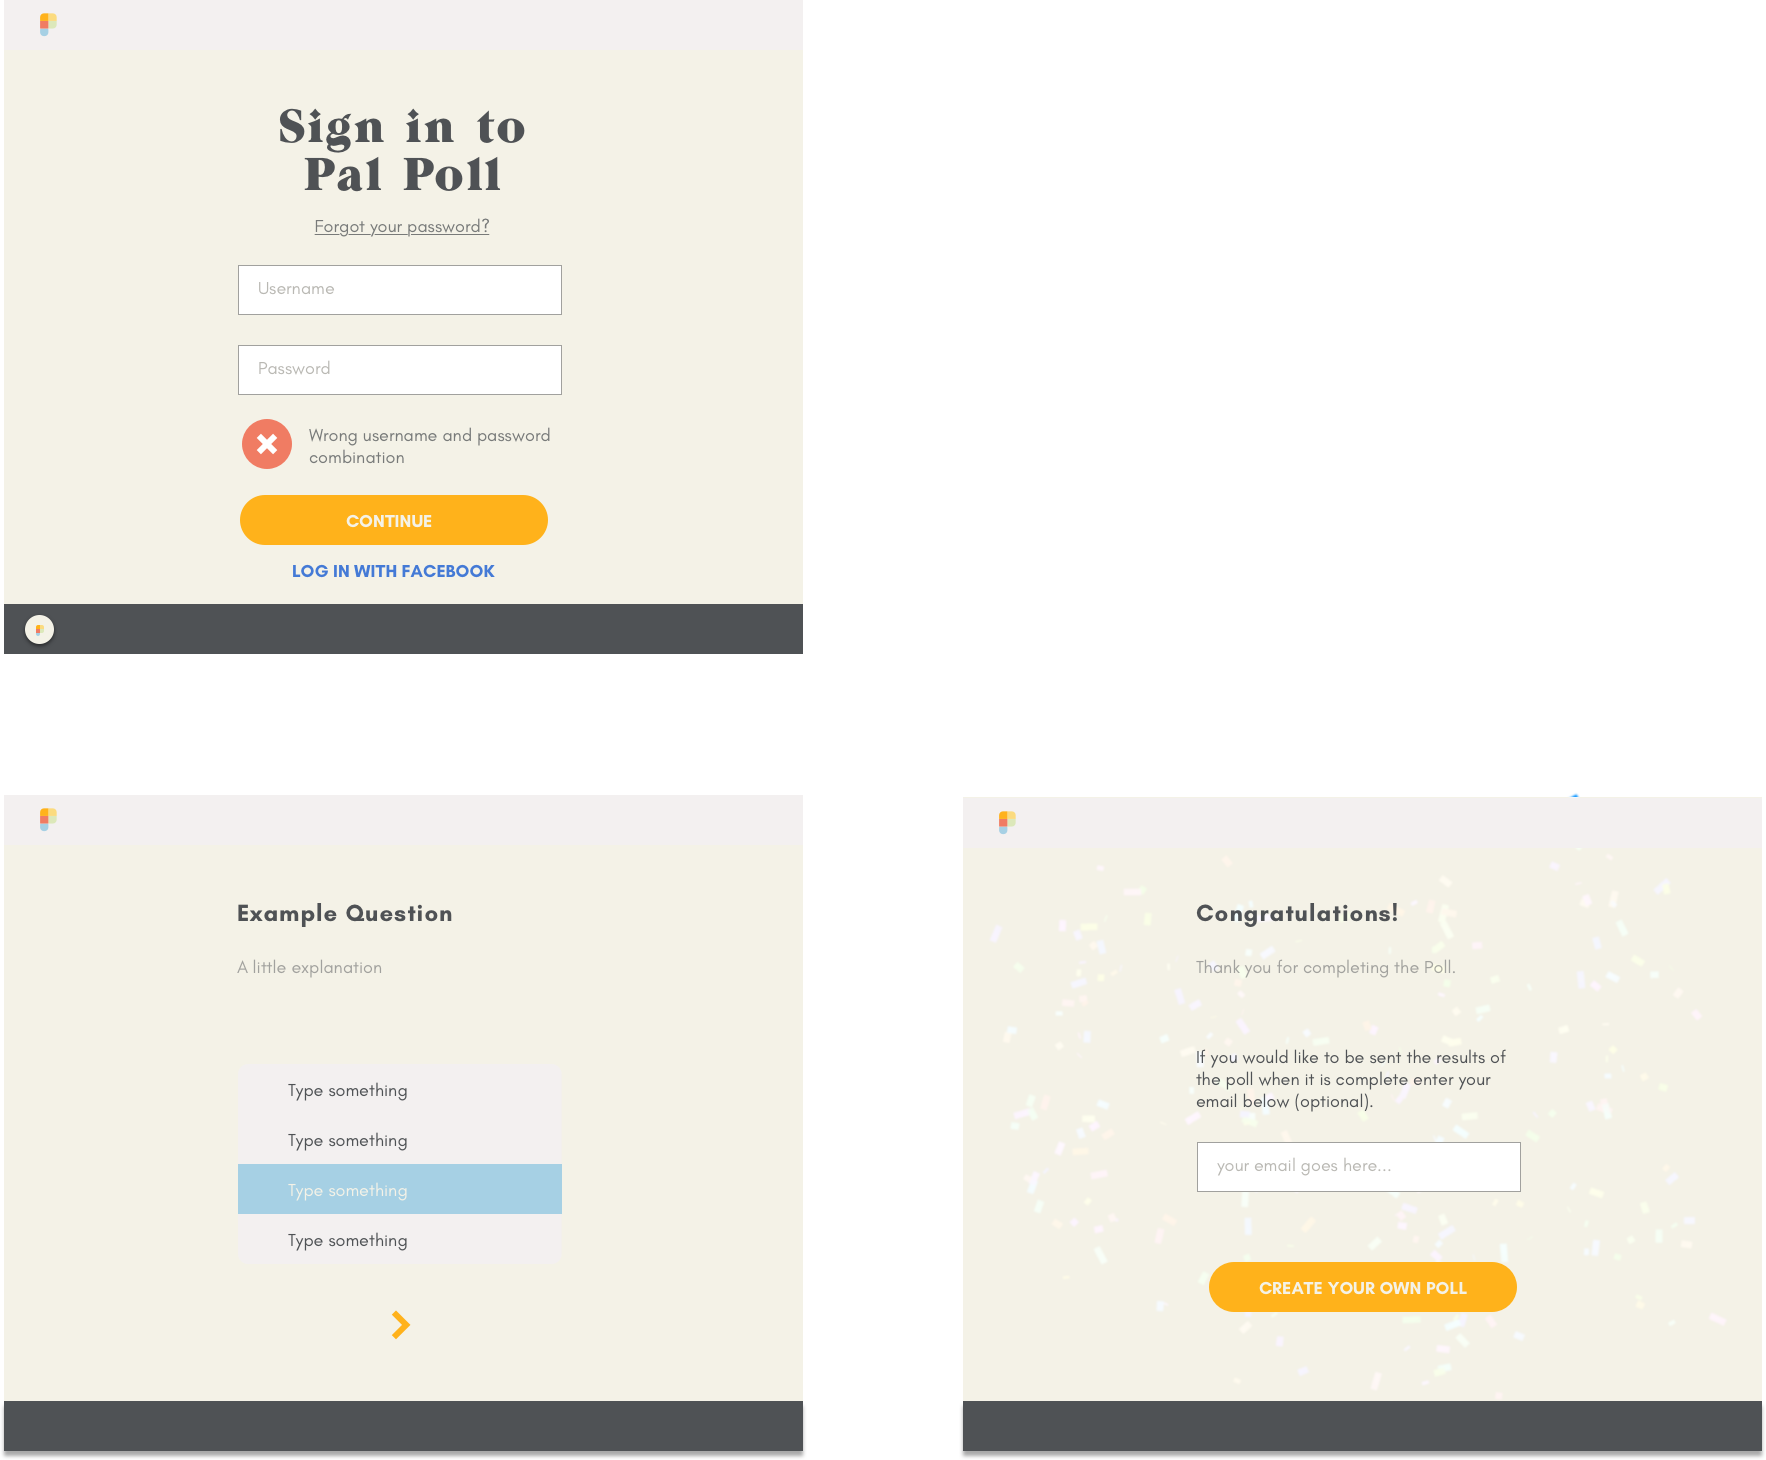 Sign in to
Pal Poll
Forgot your password?
Username
Password
Wrong username and password
combination
CONTINUE
LOG IN WITH FACEBOOK
Example Question
A little explanation
Type something
Type something
Type something
Type something
Congratulations!
Thank you for completing the Poll.
If you would like to be sent the results of
the poll when it is complete enter your
email below (optional).
your email goes here...
CREATE YOUR OWN POLL